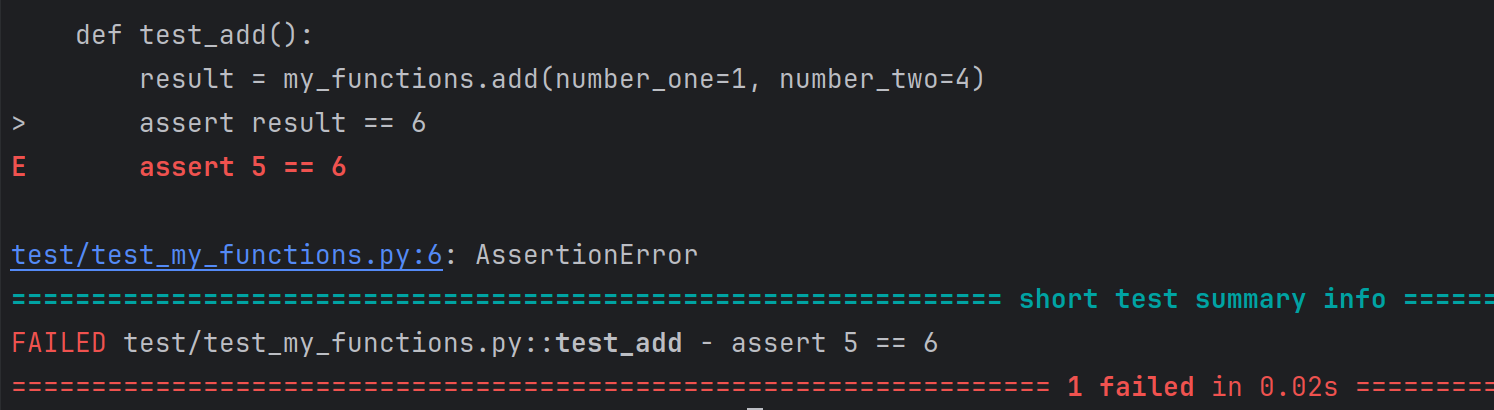 def test_add():
result = my_functions.add(number_one=1, number_two=4)
> assert result == 6
E assert 5 == 6
test/test_my_functions.py:6: AssertionError
============================================================== short test summary info ======
FAILED test/test_my_functions.py::test_add - assert 5 == 6
================================================================= 1 failed in 0.02s =========